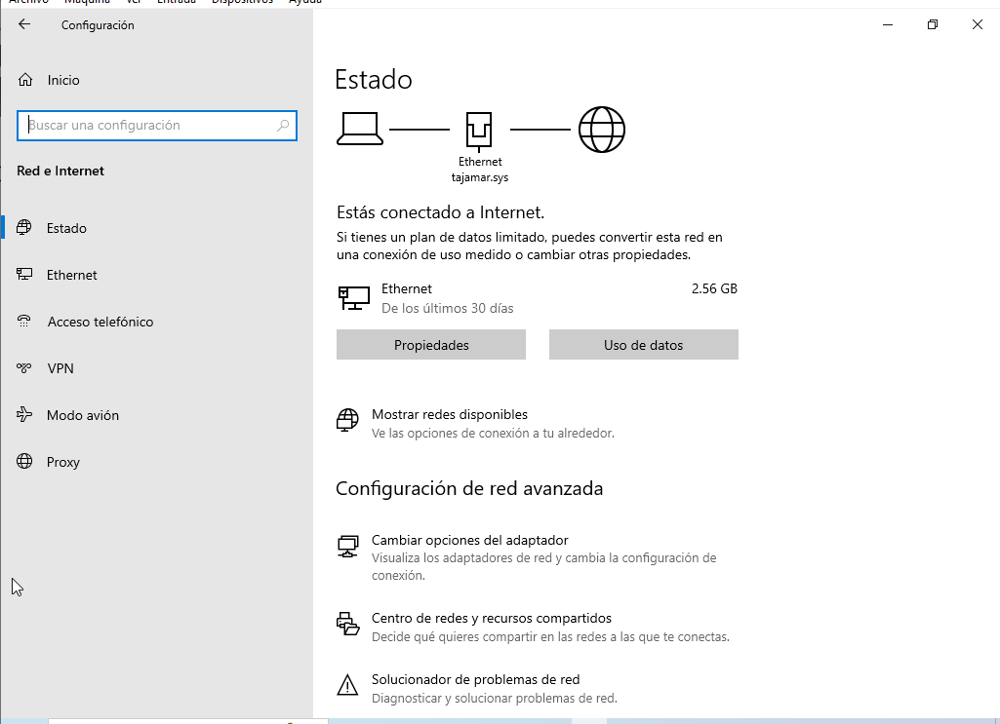 Archivo Máquina Ver Entrada Dispositivos Ayuda
Configuración
Inicio
Buscar una configuración
Red e Internet
Estado
Ethernet
Acceso telefónico
VPN
Modo avión
Proxy
Estado
Ethernet
tajamar.sys
Estás conectado a Internet.
Si tienes un plan de datos limitado, puedes convertir esta red en
una conexión de uso medido o cambiar otras propiedades.
Ethernet 2.56 GB
De los últimos 30 días
Propiedades Uso de datos
Mostrar redes disponibles
Ve las opciones de conexión a tu alrededor.
Configuración de red avanzada
Cambiar opciones del adaptador
Visualiza los adaptadores de red y cambia la configuración de
conexión.
Centro de redes y recursos compartidos
Decide qué quieres compartir en las redes a las que te conectas.
Solucionador de problemas de red
Diagnosticar y solucionar problemas de red.